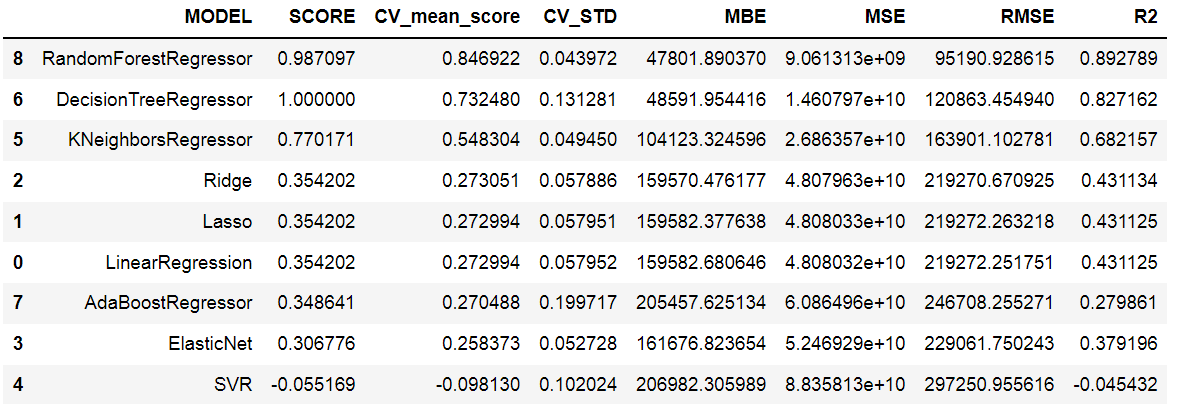 MODEL SCORE CV_mean_score CV_STD MBE MSE RMSE R2
8 RandomForestRegressor 0.987097 0.846922 0.043972 47801.890370 9.061313e+09 95190.928615 0.892789
6 DecisionTreeRegressor 1.000000 0.732480 0.131281 48591.954416 1.460797e+10 120863.454940 0.827162
5 KNeighborsRegressor 0.770171 0.548304 0.049450 104123.324596 2.686357e+10 163901.102781 0.682157
2 Ridge 0.354202 0.273051 0.057886 159570.476177 4.807963e+10 219270.670925 0.431134
1 Lasso 0.354202 0.272994 0.057951 159582.377638 4.808033e+10 219272.263218 0.431125
0 LinearRegression 0.354202 0.272994 0.057952 159582.680646 4.808032e+10 219272.251751 0.431125
7 AdaBoostRegressor 0.348641 0.270488 0.199717 205457.625134 6.086496e+10 246708.255271 0.279861
3 ElasticNet 0.306776 0.258373 0.052728 161676.823654 5.246929e+10 229061.750243 0.379196
4 SVR -0.055169 -0.098130 0.102024 206982.305989 8.835813e+10 297250.955616 -0.045432